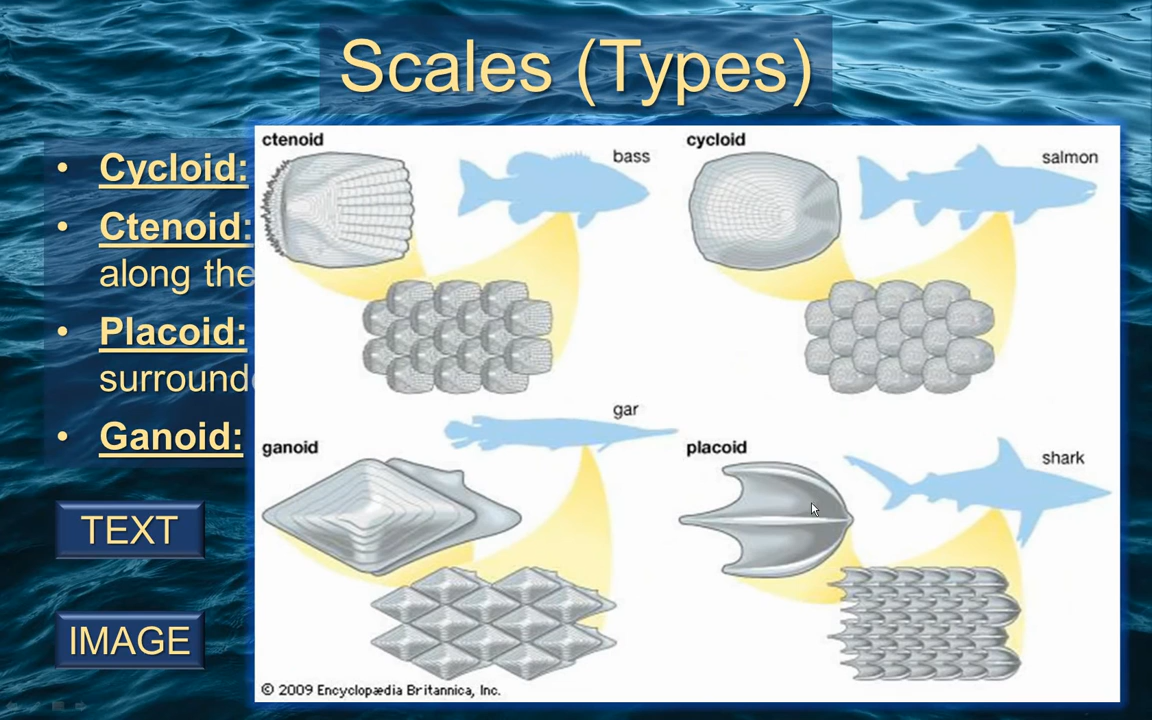 Scales (Types)
• Cycloid:
• Ctenoid:
along the
• Placoid:
• Ganoid:
TEXT
IMAGE
ctenoid
bass
cycloid
salmon
ganoid
gar
placoid
shark
© 2009 Encyclopædia Britannica, Inc.